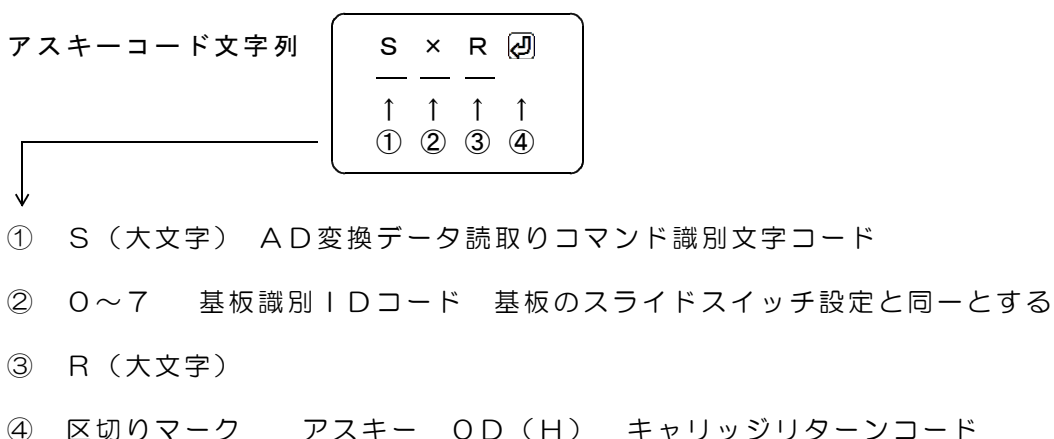 アスキーコード文字列
S × R ⏎
↑ ↑ ↑ ↑
① ② ③ ④
① S（大文字） ＡＤ変換データ読取りコマンド識別文字コード
② ０～７ 基板識別ＩＤコード 基板のスライドスイッチ設定と同一とする
③ Ｒ（大文字）
④ 区切りマーク アスキー ０Ｄ（Ｈ） キャリッジリターンコード